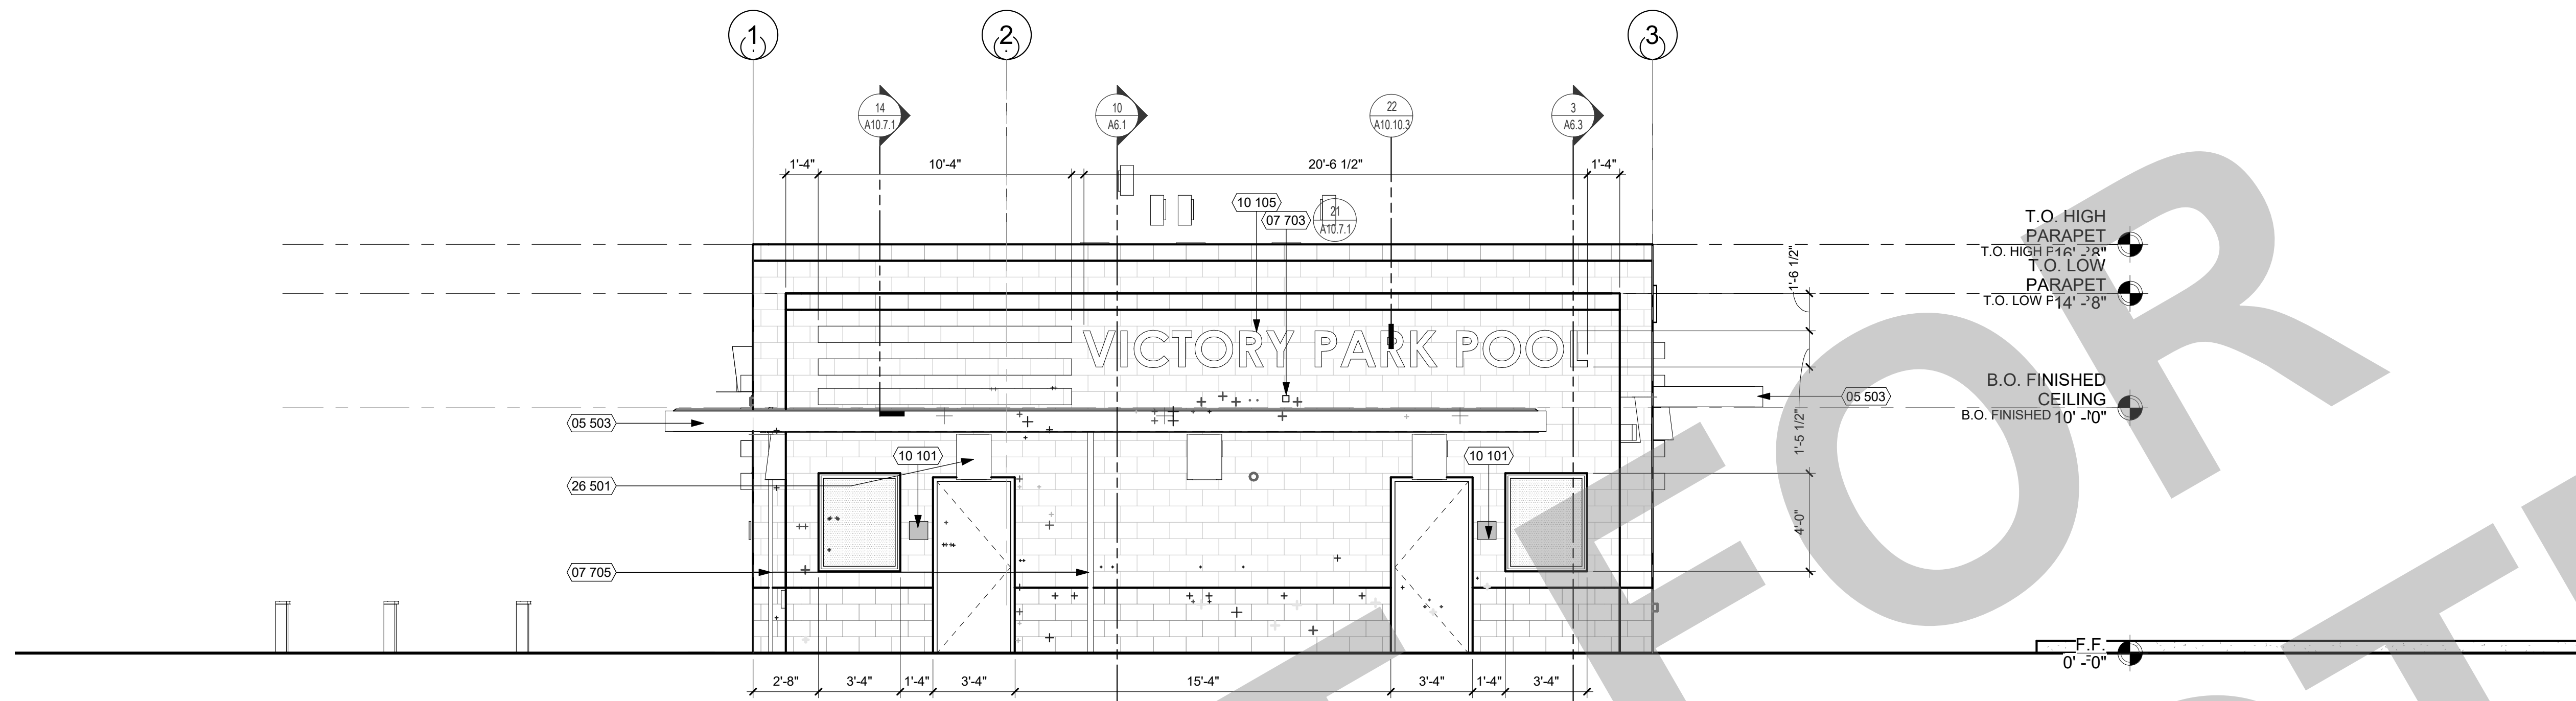 1
2
3
14
A10.7.1
10
A6.1
22
A10.10.3
3
A6.3
1'-4"
10'-4"
20'-6 1/2"
1'-4"
10 105
07 703
21
A10.7.1
T.O. HIGH
PARAPET
16' - 8"
T.O. LOW
PARAPET
14' - 8"
1'-6 1/2"
VICTORY PARK POOL
B.O. FINISHED
CEILING
B.O. FINISHED
10' - 0"
05 503
05 503
1'-5 1/2"
10 101
10 101
26 501
4'-0"
07 705
F.F.
0' - 0"
2'-8"
3'-4"
1'-4"
3'-4"
15'-4"
3'-4"
1'-4"
3'-4"
FOR